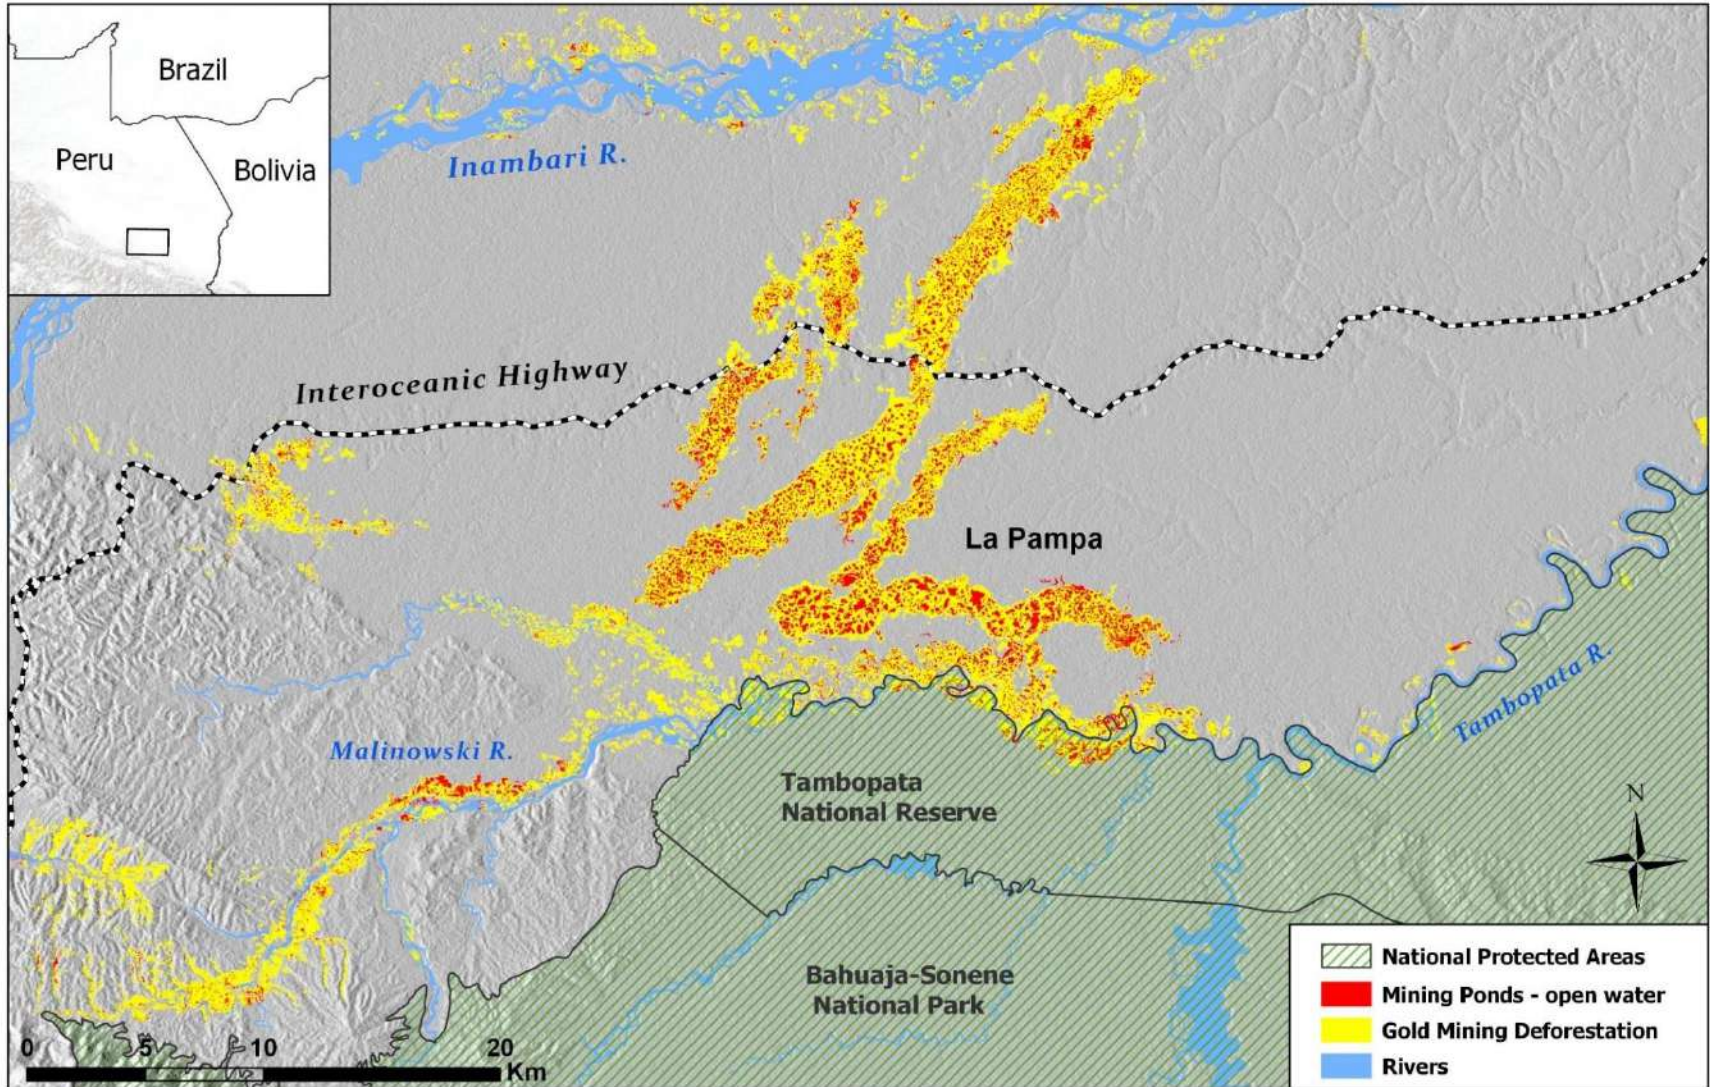 Brazil
Peru
Bolivia
Inambari R.
Interoceanic Highway
La Pampa
Malinowski R.
Tambopata R.
Tambopata
National Reserve
Bahuaja-Sonene
National Park
N
0 5 10 20
Km
National Protected Areas
Mining Ponds - open water
Gold Mining Deforestation
Rivers